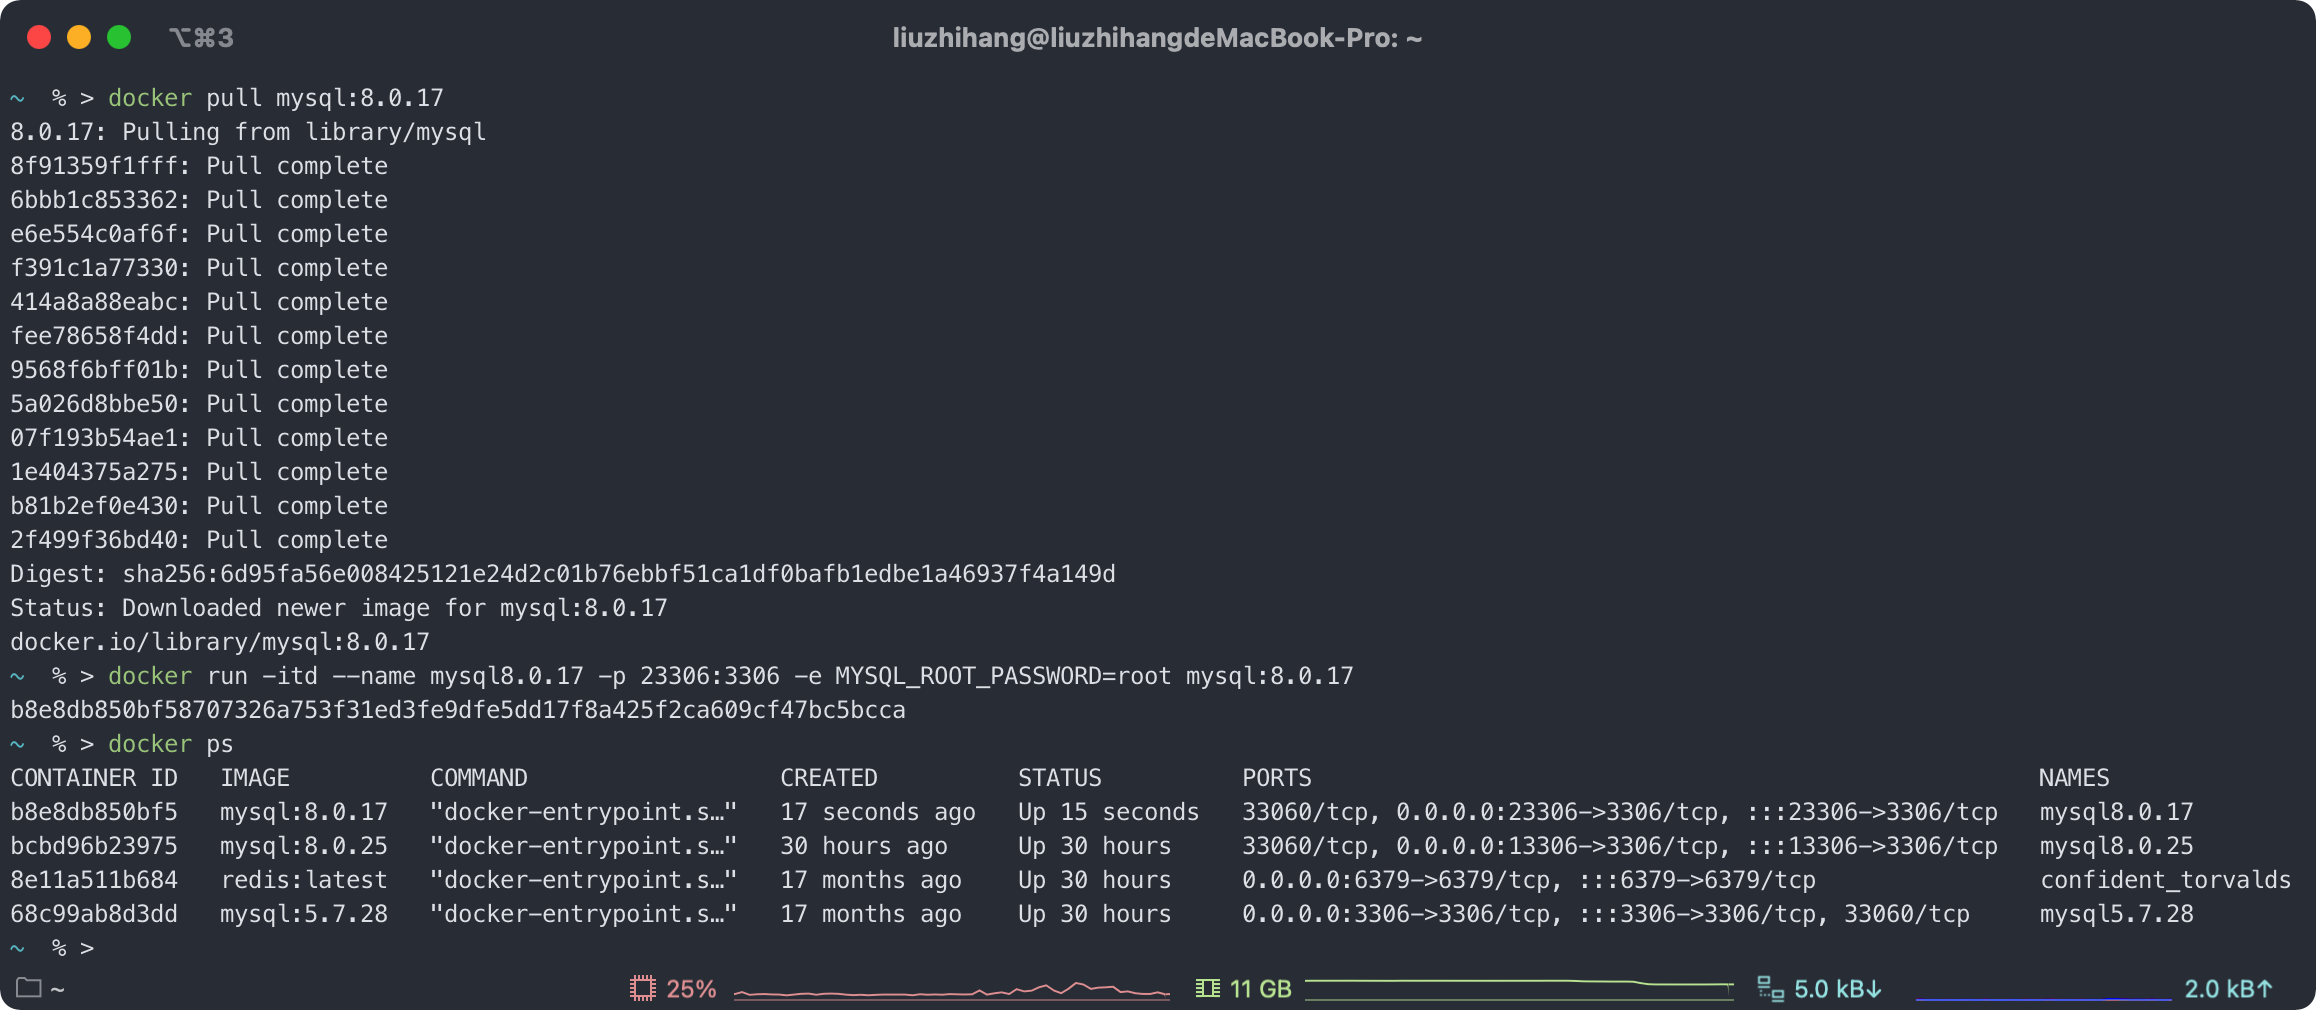 ⌥⌘3
liuzhihang@liuzhihangdeMacBook-Pro: ~
~ % > docker pull mysql:8.0.17
8.0.17: Pulling from library/mysql
8f91359f1fff: Pull complete
6bbb1c853362: Pull complete
e6e554c0af6f: Pull complete
f391c1a77330: Pull complete
414a8a88eabc: Pull complete
fee78658f4dd: Pull complete
9568f6bff01b: Pull complete
5a026d8bbe50: Pull complete
07f193b54ae1: Pull complete
1e404375a275: Pull complete
b81b2ef0e430: Pull complete
2f499f36bd40: Pull complete
Digest: sha256:6d95fa56e008425121e24d2c01b76ebbf51ca1df0bafb1edbe1a46937f4a149d
Status: Downloaded newer image for mysql:8.0.17
docker.io/library/mysql:8.0.17
~ % > docker run -itd --name mysql8.0.17 -p 23306:3306 -e MYSQL_ROOT_PASSWORD=root mysql:8.0.17
b8e8db850bf58707326a753f31ed3fe9dfe5dd17f8a425f2ca609cf47bc5bcca
~ % > docker ps
CONTAINER ID IMAGE COMMAND CREATED STATUS PORTS NAMES
b8e8db850bf5 mysql:8.0.17 "docker-entrypoint.s…" 17 seconds ago Up 15 seconds 33060/tcp, 0.0.0.0:23306->3306/tcp, :::23306->3306/tcp mysql8.0.17
bcbd96b23975 mysql:8.0.25 "docker-entrypoint.s…" 30 hours ago Up 30 hours 33060/tcp, 0.0.0.0:13306->3306/tcp, :::13306->3306/tcp mysql8.0.25
8e11a511b684 redis:latest "docker-entrypoint.s…" 17 months ago Up 30 hours 0.0.0.0:6379->6379/tcp, :::6379->6379/tcp confident_torvalds
68c99ab8d3dd mysql:5.7.28 "docker-entrypoint.s…" 17 months ago Up 30 hours 0.0.0.0:3306->3306/tcp, :::3306->3306/tcp, 33060/tcp mysql5.7.28
~ % >
~ 25% 11 GB 5.0 kB↓ 2.0 kB↑